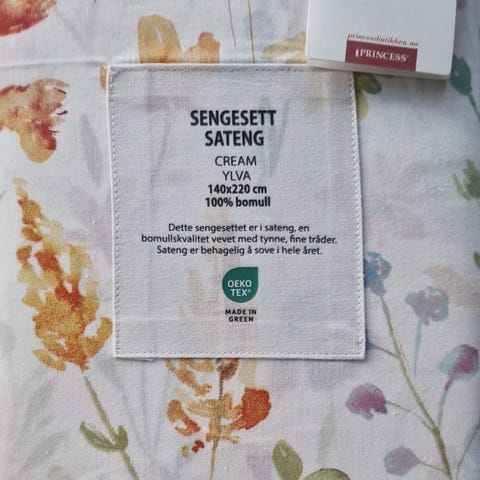 princessbutikken.no
PRINCESS®
SENGESETT
SATENG
CREAM
YLVA
140x220 cm
100% bomull
Dette sengesettet er i sateng, en
bomullskvalitet vevet med tynne, fine tråder.
Sateng er behagelig å sove i hele året.
OEKO
TEX®
MADE IN
GREEN